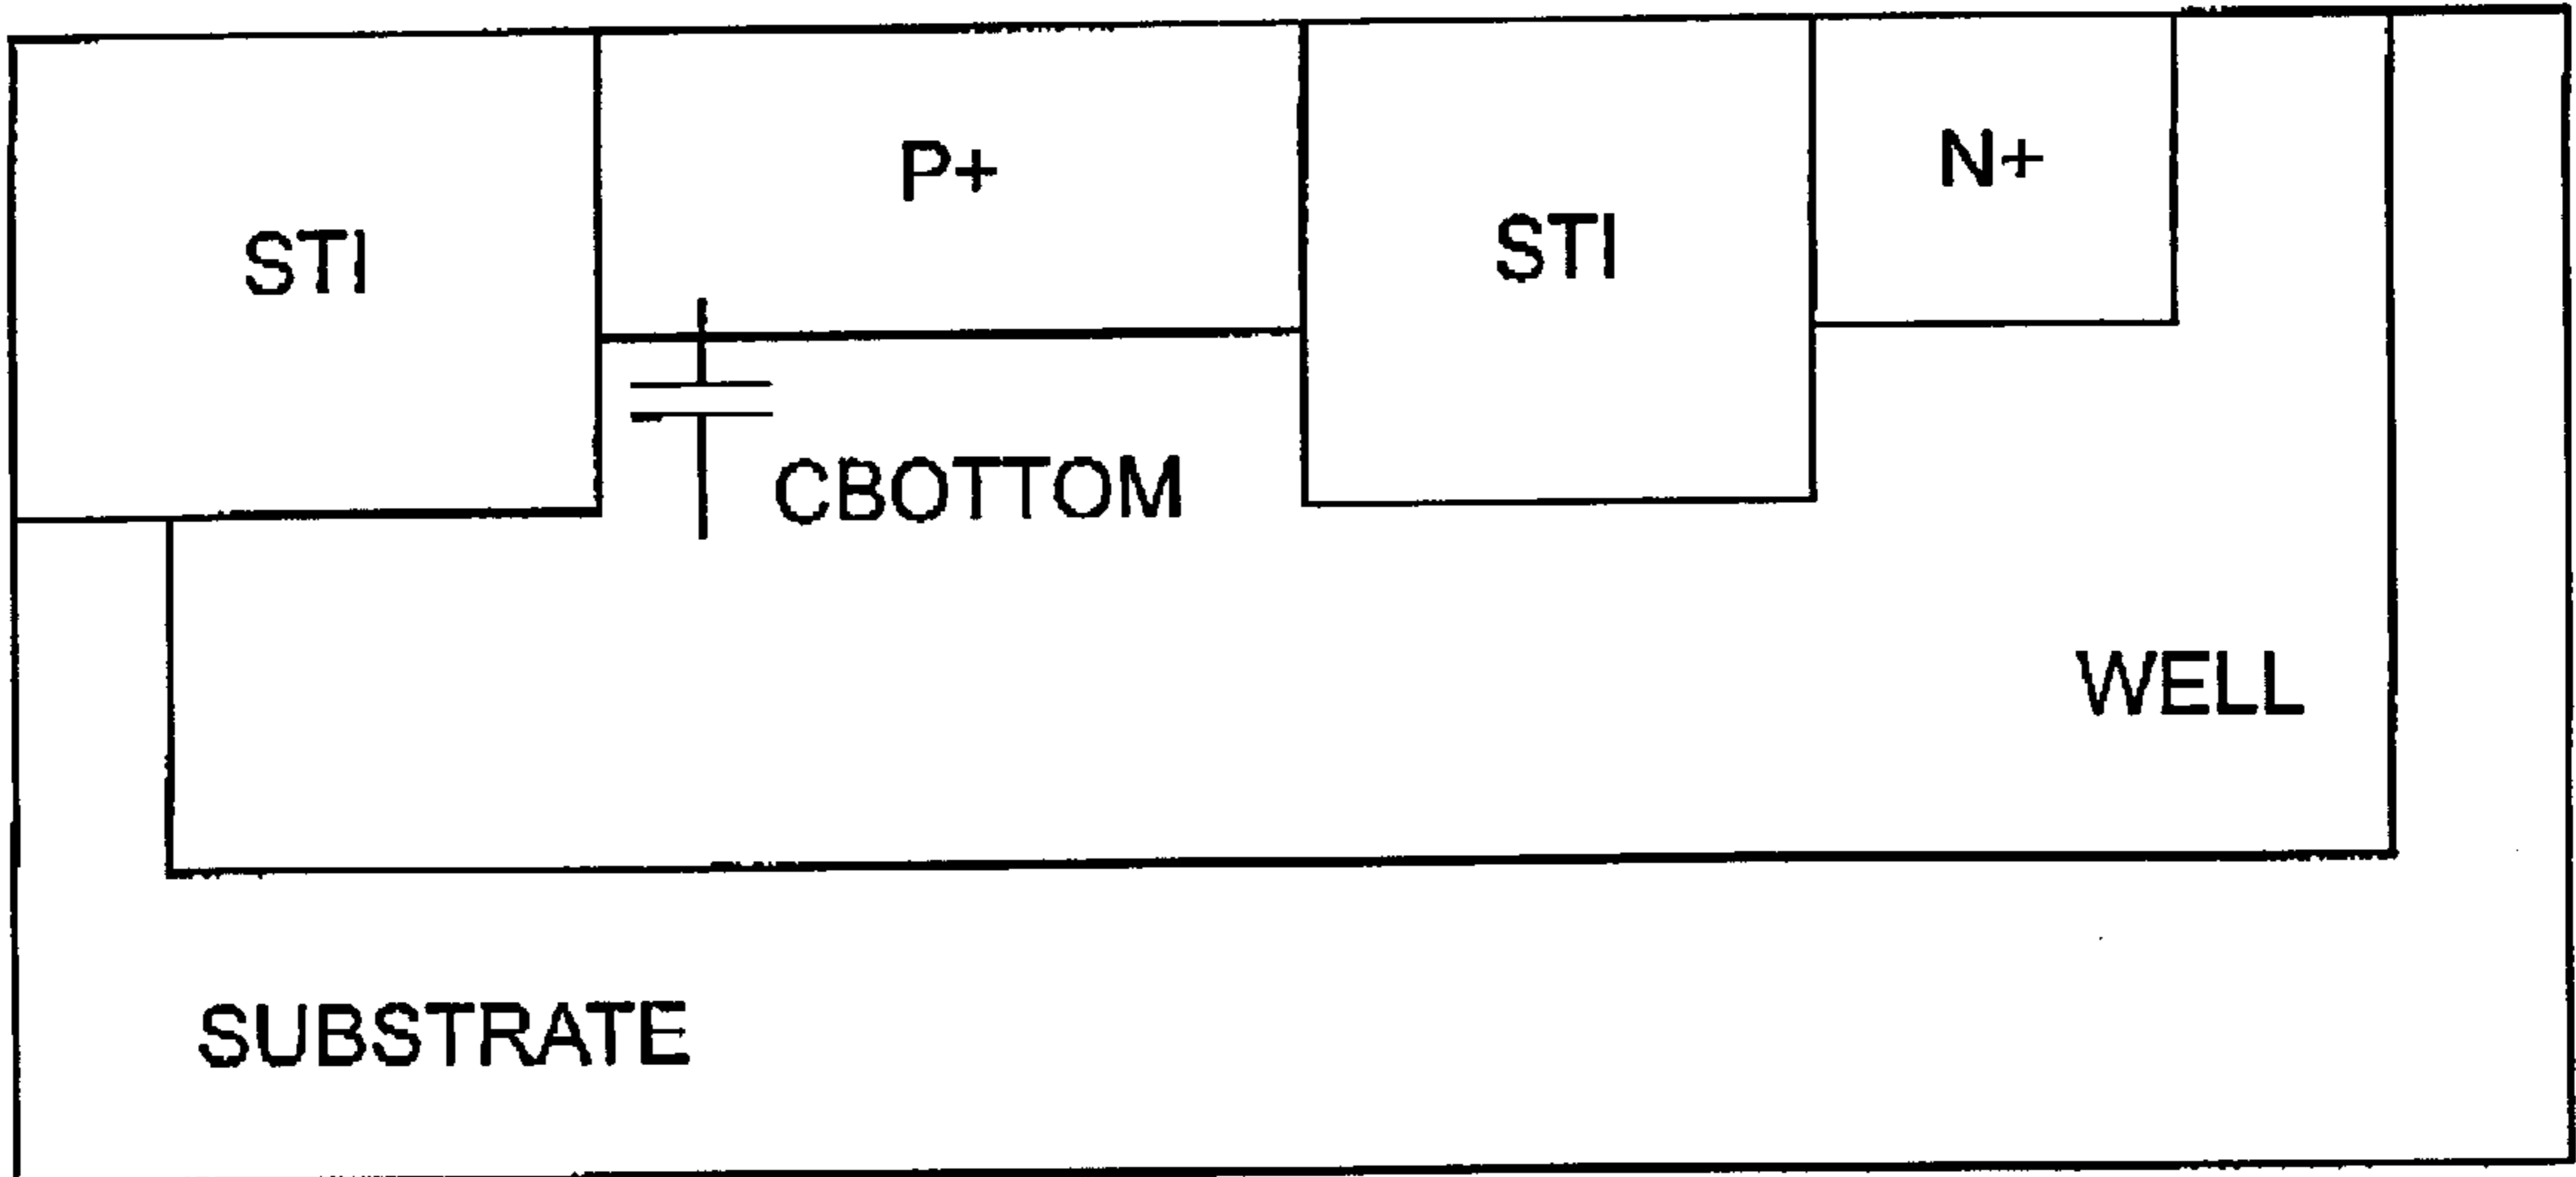 P+
N+
STI
STI
CBOTTOM
WELL
SUBSTRATE